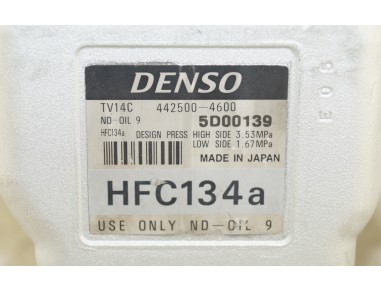 DENSO
TV14C 442500-4600
ND-OIL 9 5D00139
HFC134a DESIGN PRESS HIGH SIDE 3.53MPa
LOW SIDE 1.67MPa
MADE IN JAPAN
HFC134a
USE ONLY ND-OIL 9
E06